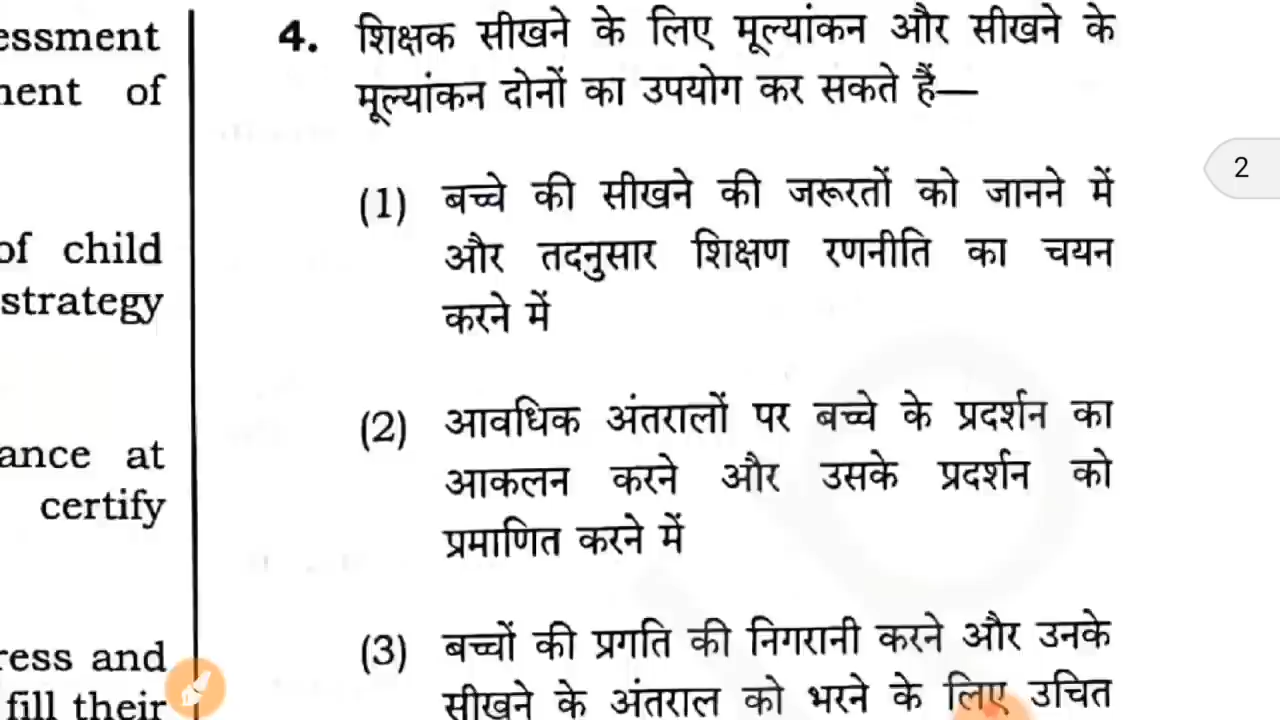 essment
nent of
of child
strategy
ance at
certify
ress and
fill their
4. शिक्षक सीखने के लिए मूल्यांकन और सीखने के
मूल्यांकन दोनों का उपयोग कर सकते हैं—
(1) बच्चे की सीखने की जरूरतों को जानने में
और तदनुसार शिक्षण रणनीति का चयन
करने में
(2) आवधिक अंतरालों पर बच्चे के प्रदर्शन का
आकलन करने और उसके प्रदर्शन को
प्रमाणित करने में
(3) बच्चों की प्रगति की निगरानी करने और उनके
सीखने के अंतराल को भरने के लिए उचित
2